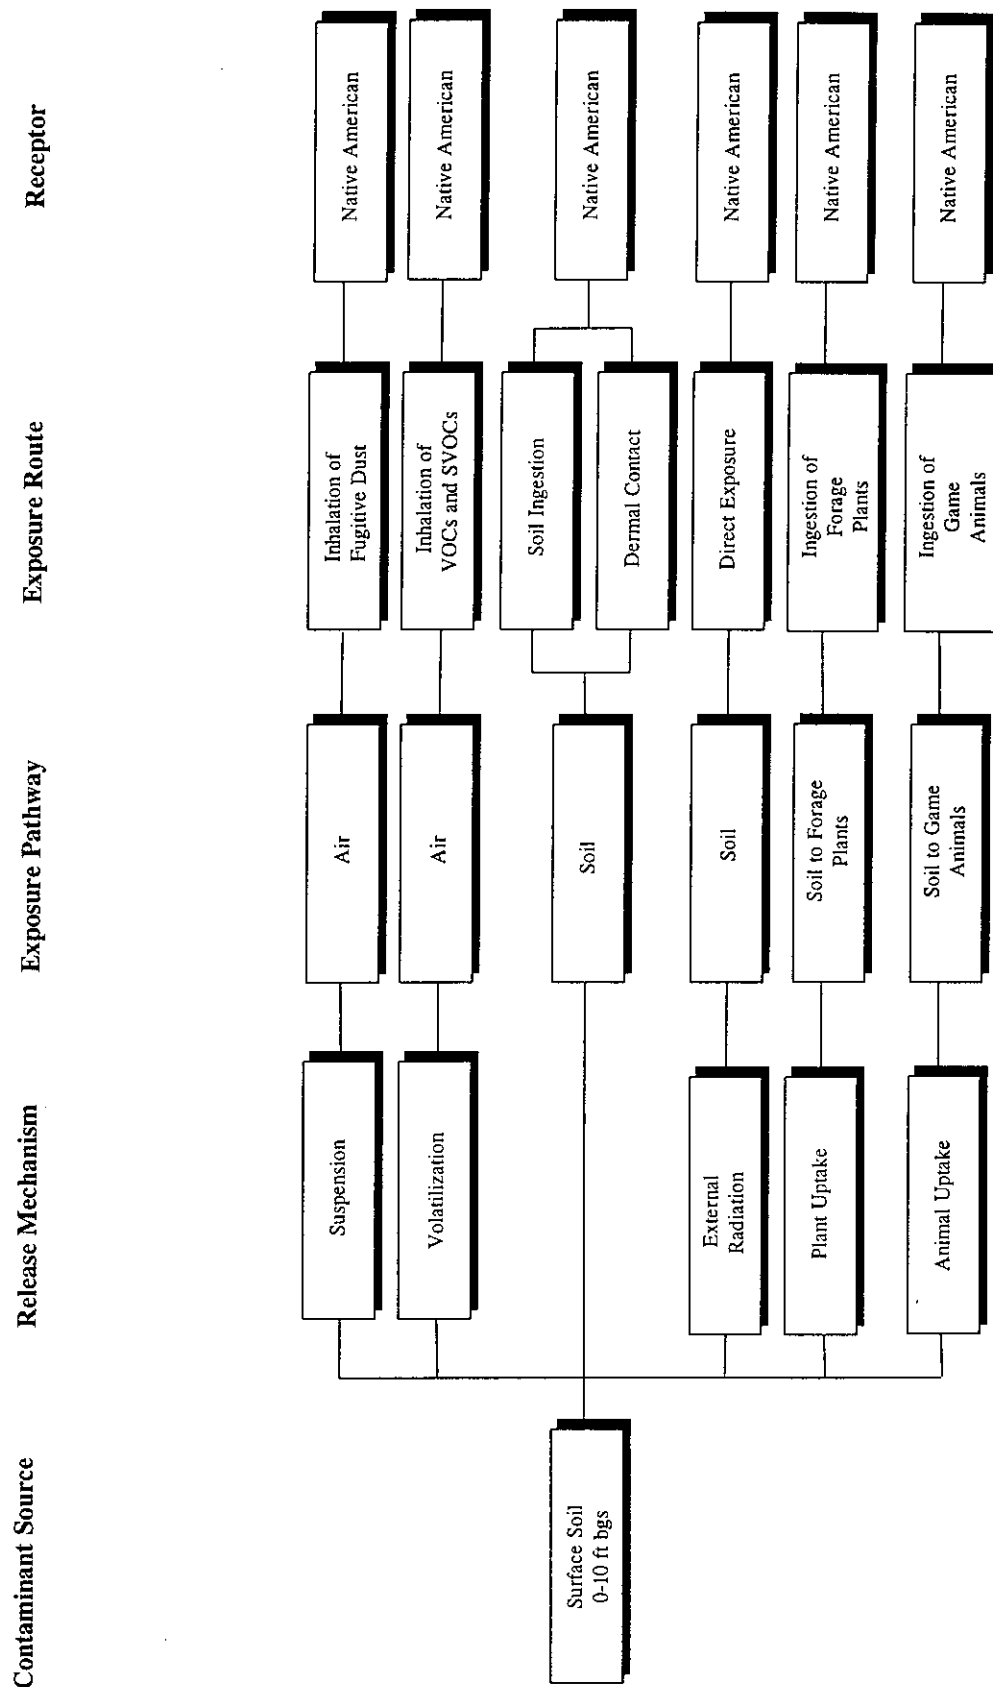 Contaminant Source
Release Mechanism
Exposure Pathway
Exposure Route
Receptor
Surface Soil
0-10 ft bgs
Suspension
Air
Inhalation of
Fugitive Dust
Native American
Volatilization
Air
Inhalation of
VOCs and SVOCs
Native American
Soil
Soil Ingestion
Dermal Contact
Native American
External
Radiation
Soil
Direct Exposure
Native American
Plant Uptake
Soil to Forage
Plants
Ingestion of
Forage
Plants
Native American
Animal Uptake
Soil to Game
Animals
Ingestion of
Game
Animals
Native American